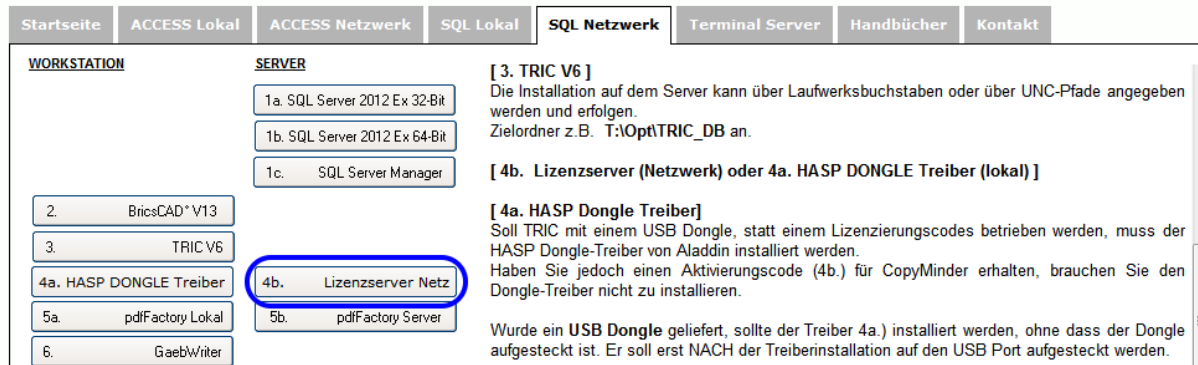 Startseite
ACCESS Lokal
ACCESS Netzwerk
SQL Lokal
SQL Netzwerk
Terminal Server
Handbücher
Kontakt
WORKSTATION
2. BricsCAD° V13
3. TRIC V6
4a. HASP DONGLE Treiber
5a. pdfFactory Lokal
6. GaebWriter
SERVER
1a. SQL Server 2012 Ex 32-Bit
1b. SQL Server 2012 Ex 64-Bit
1c. SQL Server Manager
4b. Lizenzserver Netz
5b. pdfFactory Server
[ 3. TRIC V6 ]
Die Installation auf dem Server kann über Laufwerksbuchstaben oder über UNC-Pfade angegeben
werden und erfolgen.
Zielordner z.B. T:\Opt\TRIC_DB an.
[ 4b. Lizenzserver (Netzwerk) oder 4a. HASP DONGLE Treiber (lokal) ]
[ 4a. HASP Dongle Treiber]
Soll TRIC mit einem USB Dongle, statt einem Lizenzierungscodes betrieben werden, muss der
HASP Dongle-Treiber von Aladdin installiert werden.
Haben Sie jedoch einen Aktivierungscode (4b.) für CopyMinder erhalten, brauchen Sie den
Dongle-Treiber nicht zu installieren.
Wurde ein USB Dongle geliefert, sollte der Treiber 4a.) installiert werden, ohne dass der Dongle
aufgesteckt ist. Er soll erst NACH der Treiberinstallation auf den USB Port aufgesteckt werden.